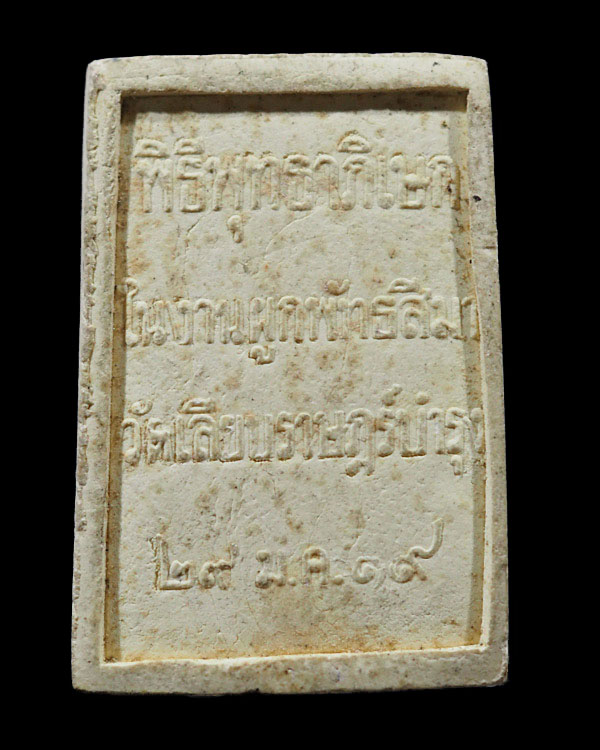 พิธีพุทธาภิเษก
ในงานผูกพัทธสีมา
วัดเลียบราษฎร์บำรุง
๒๗ ม.ค. ๑๙